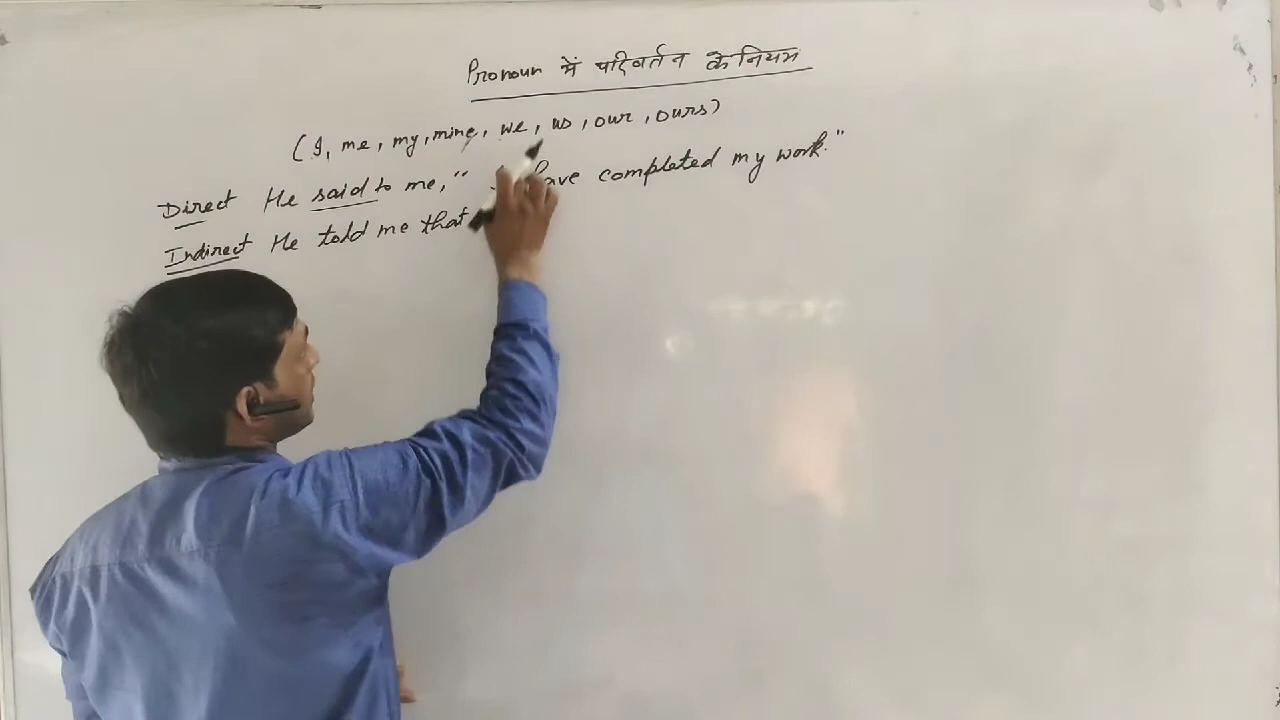 Pronoun में परिवर्तन के नियम
(I, me, my, mine, we, us, our, ours)
Direct He said to me, " have completed my work."
Indirect He told me that